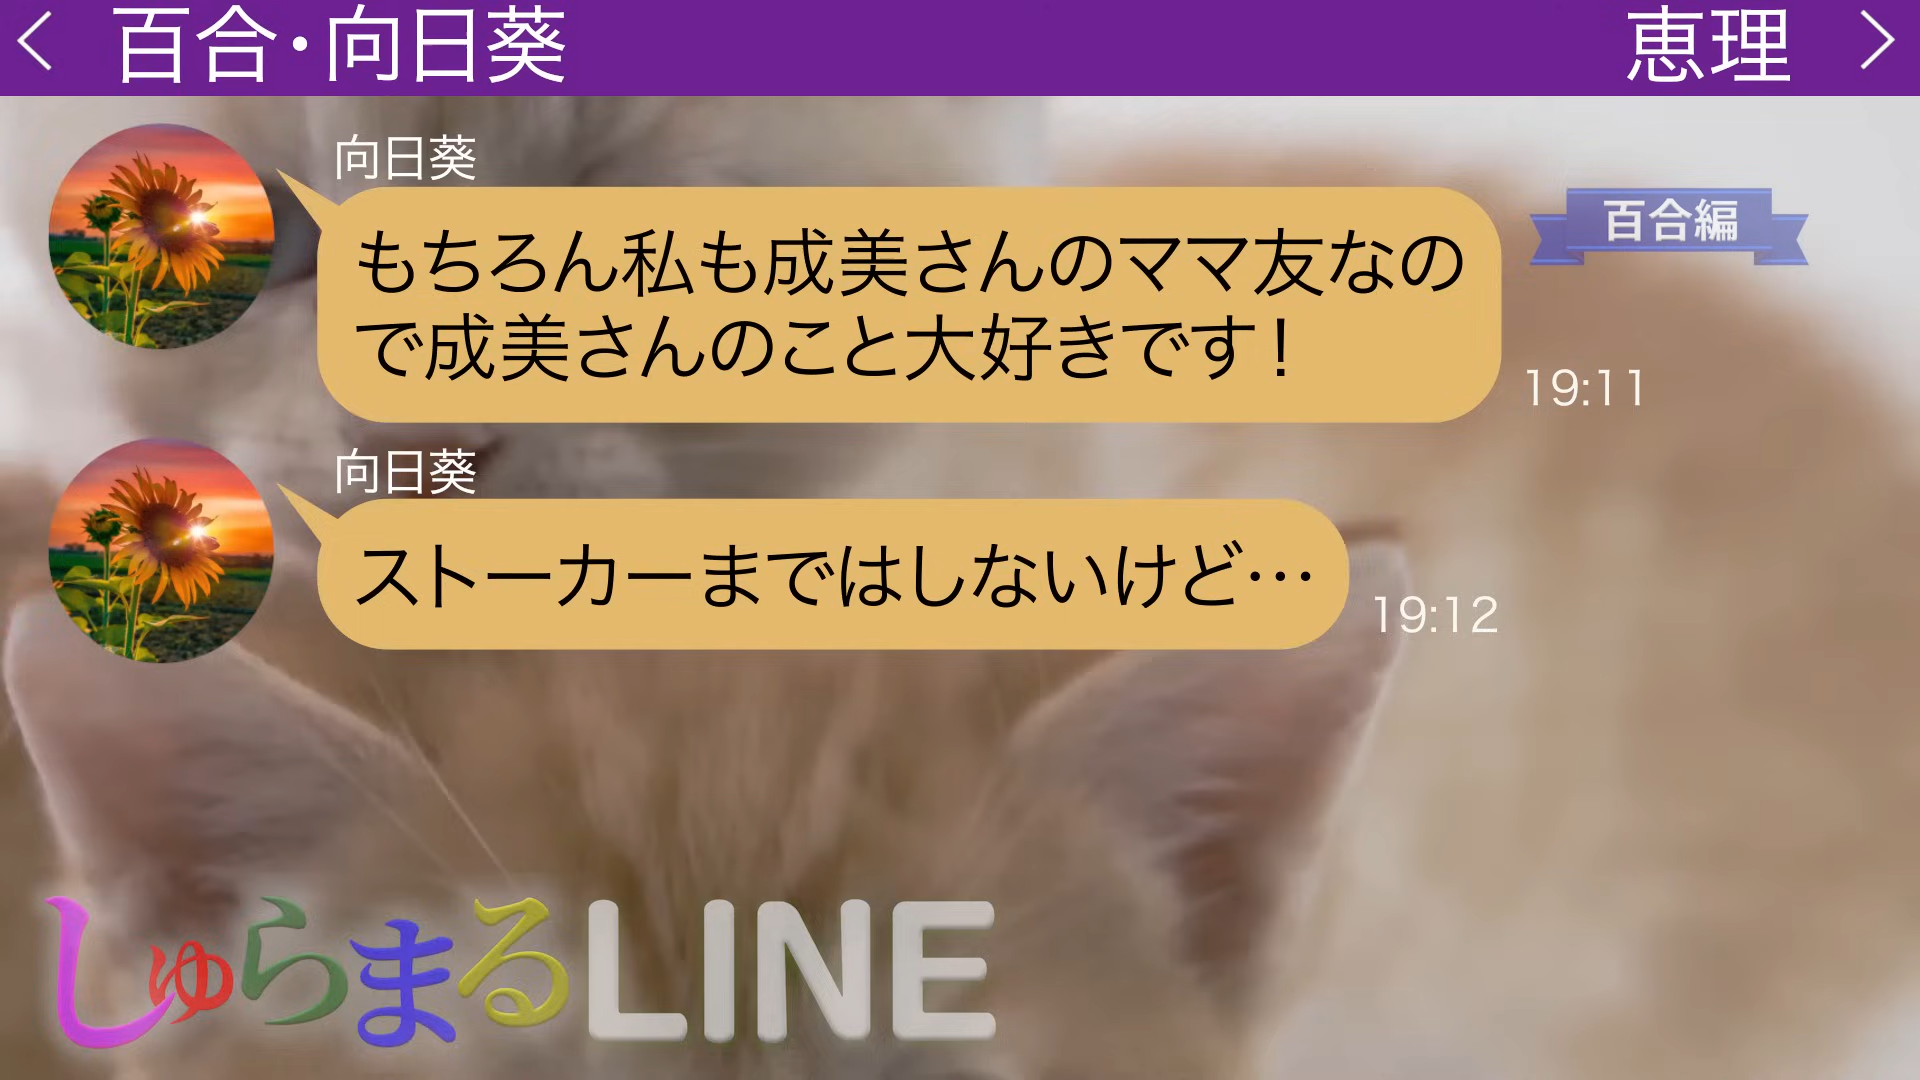 百合・向日葵
恵理
向日葵
もちろん私も成美さんのママ友なの
で成美さんのこと大好きです！
百合編
19:11
向日葵
ストーカーまではしないけど…
19:12
しゅらまるLINE